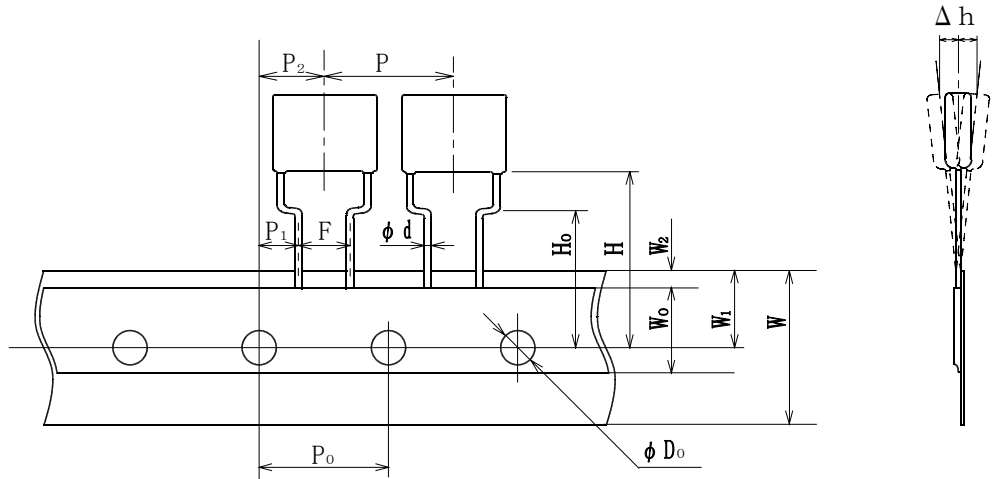 Δh
P₂
P
P₁
F
φd
H₀
H
W₂
W₀
W₁
W
P₀
φD₀